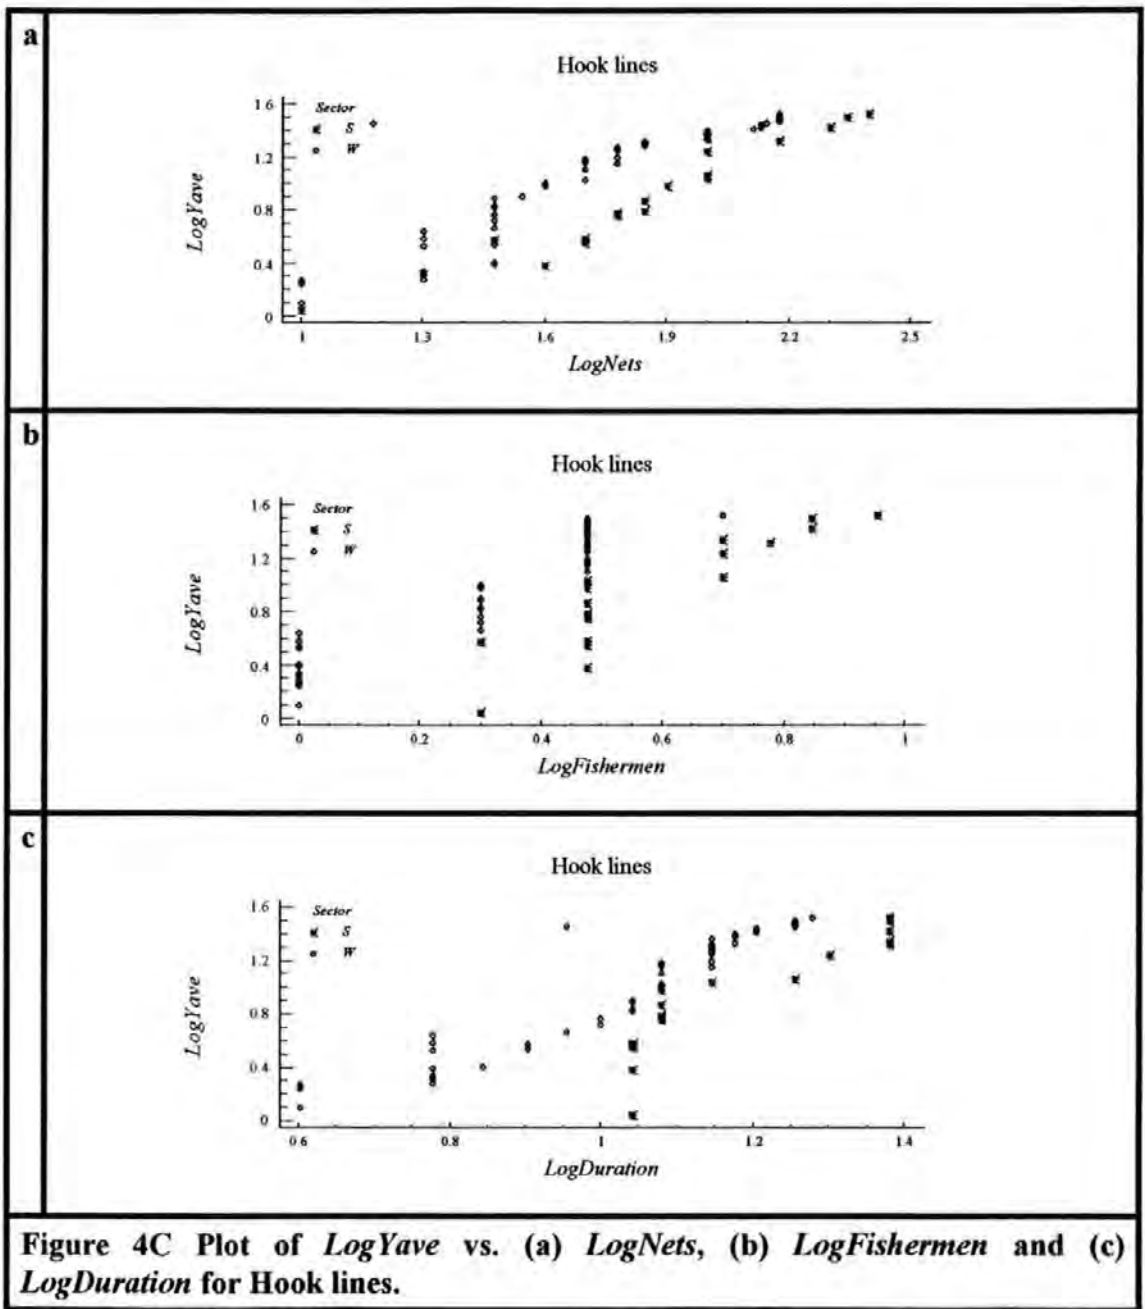 a
Hook lines
1.6
1.2
0.8
0.4
0
Sector
S
W
LogYave
1
1.3
1.6
1.9
2.2
2.5
LogNets
b
Hook lines
1.6
1.2
0.8
0.4
0
Sector
S
W
LogYave
0
0.2
0.4
0.6
0.8
1
LogFishermen
c
Hook lines
1.6
1.2
0.8
0.4
0
Sector
S
W
LogYave
0.6
0.8
1
1.2
1.4
LogDuration
Figure 4C Plot of LogYave vs. (a) LogNets, (b) LogFishermen and (c)
LogDuration for Hook lines.